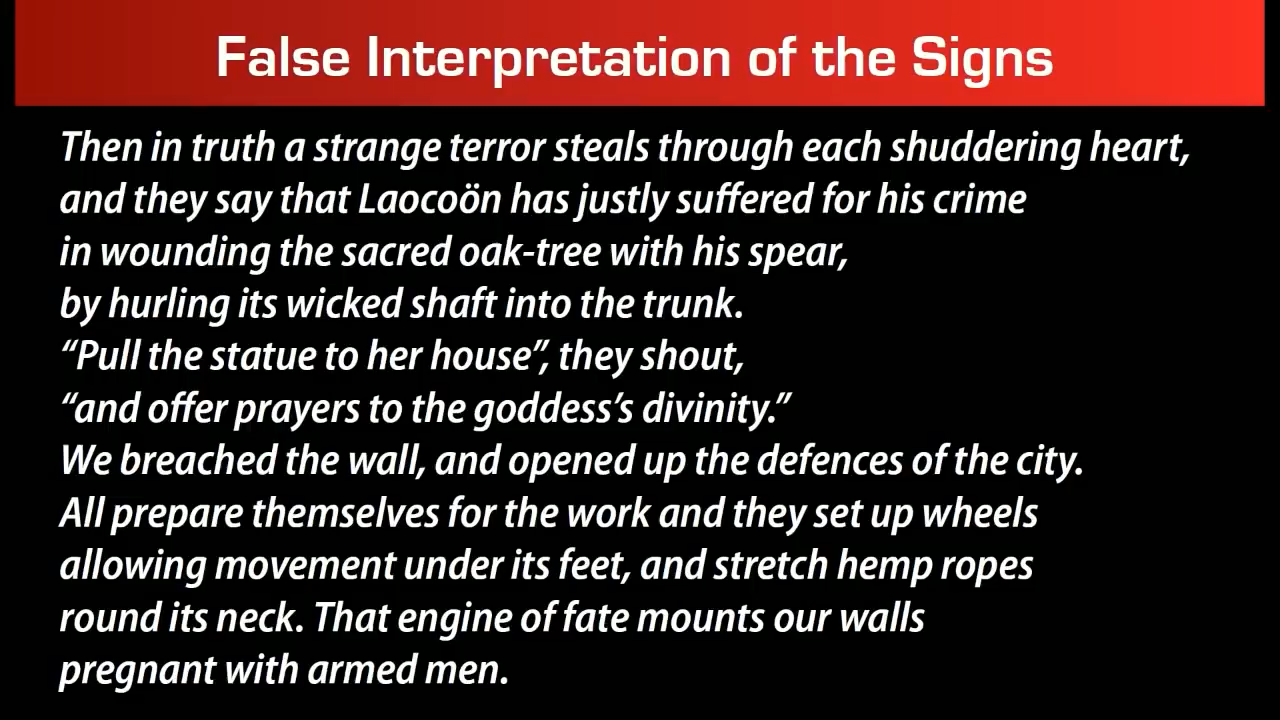 False Interpretation of the Signs
Then in truth a strange terror steals through each shuddering heart,
and they say that Laocoön has justly suffered for his crime
in wounding the sacred oak-tree with his spear,
by hurling its wicked shaft into the trunk.
“Pull the statue to her house”, they shout,
“and offer prayers to the goddess’s divinity.”
We breached the wall, and opened up the defences of the city.
All prepare themselves for the work and they set up wheels
allowing movement under its feet, and stretch hemp ropes
round its neck. That engine of fate mounts our walls
pregnant with armed men.